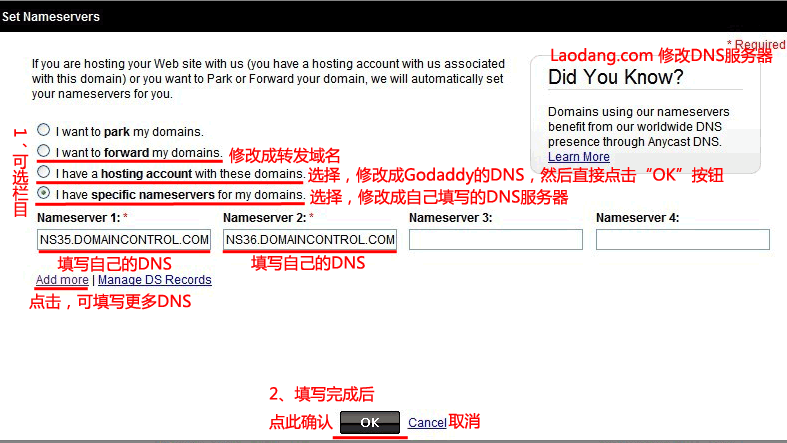 Set Nameservers
* Required
Laodang.com 修改DNS服务器
If you are hosting your Web site with us (you have a hosting account with us associated
with this domain) or you want to Park or Forward your domain, we will automatically set
your nameservers for you.
Did You Know?
Domains using our nameservers
benefit from our worldwide DNS
presence through Anycast DNS.
Learn More
1、可选栏目
I want to park my domains.
I want to forward my domains. 修改成转发域名
I have a hosting account with these domains. 选择，修改成Godaddy的DNS，然后直接点击“OK”按钮
I have specific nameservers for my domains. 选择，修改成自己填写的DNS服务器
Nameserver 1: * Nameserver 2: * Nameserver 3: Nameserver 4:
NS35.DOMAINCONTROL.COM NS36.DOMAINCONTROL.COM
填写自己的DNS 填写自己的DNS
Add more | Manage DS Records
点击，可填写更多DNS
2、填写完成后
点此确认 OK Cancel 取消